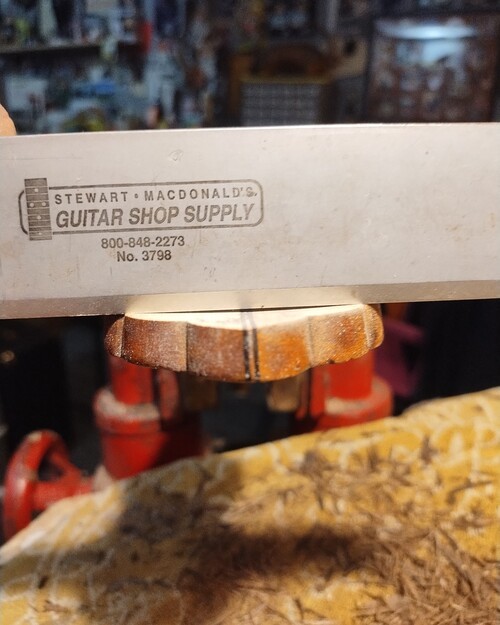 STEWART • MACDONALD'S®
GUITAR SHOP SUPPLY
800-848-2273
No. 3798